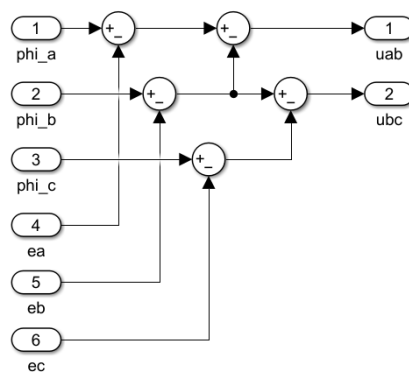 1
phi_a
+
−
+
−
1
uab
2
phi_b
+
−
+
−
2
ubc
3
phi_c
+
−
4
ea
5
eb
6
ec